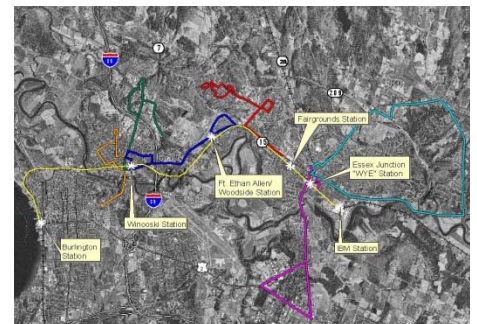 89
7
289
15
Fairgrounds Station
Essex Junction
"WYE" Station
Ft. Ethan Allen/
Woodside Station
Winooski Station
89
Burlington
Station
IBM Station
2